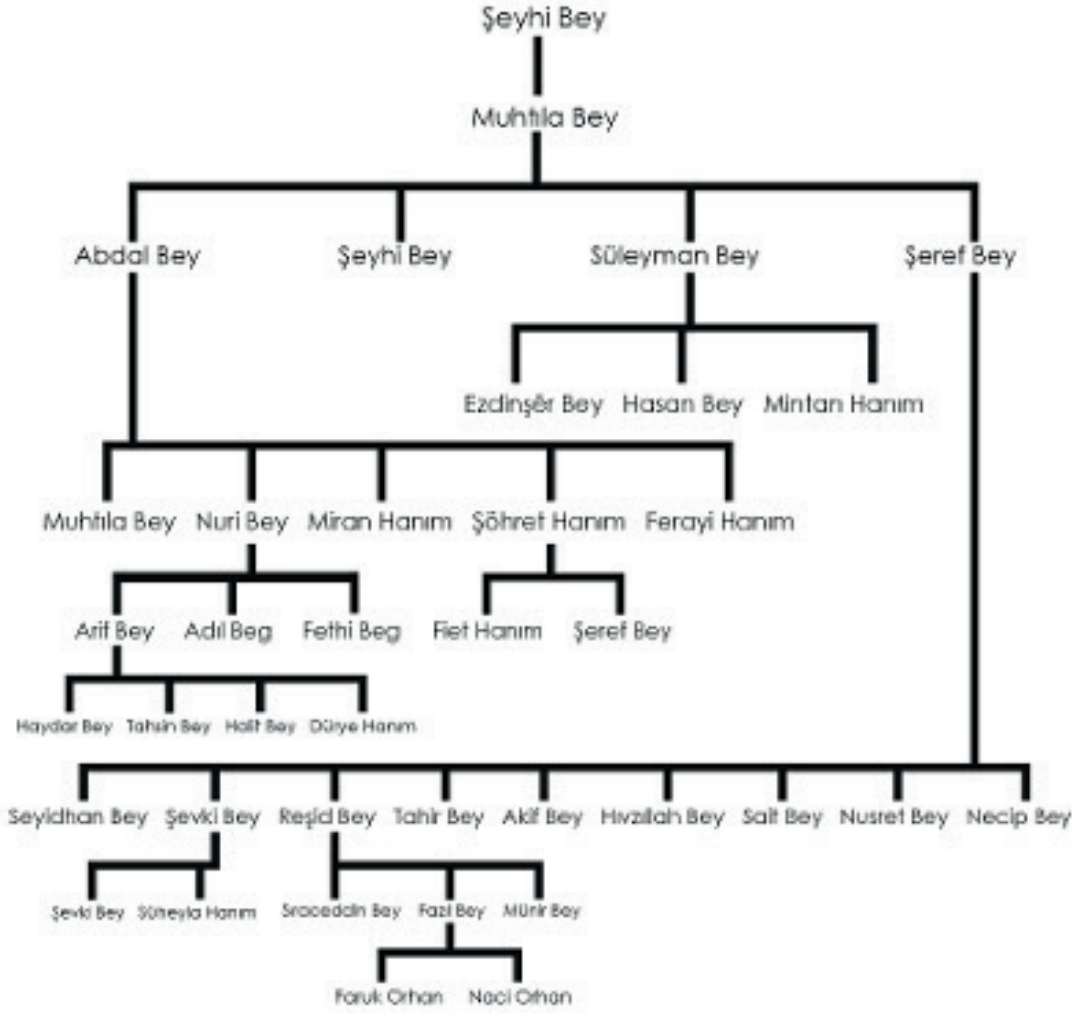 Şeyhi Bey
Muhtıla Bey
Abdal Bey Şeyhi Bey Süleyman Bey Şeref Bey
Ezdinşêr Bey Hasan Bey Mintan Hanım
Muhtıla Bey Nuri Bey Miran Hanım Şöhret Hanım Ferayi Hanım
Arif Bey Adıl Beg Fethi Beg Fiet Hanım Şeref Bey
Haydar Bey Tahsin Bey Halit Bey Dürye Hanım
Seyidhan Bey Şevki Bey Reşid Bey Tahir Bey Akif Bey Hıvzıllah Bey Sait Bey Nusret Bey Necip Bey
Şevki Bey Süheyla Hanım Sraceddin Bey Fazıl Bey Münir Bey
Faruk Orhan Naci Orhan